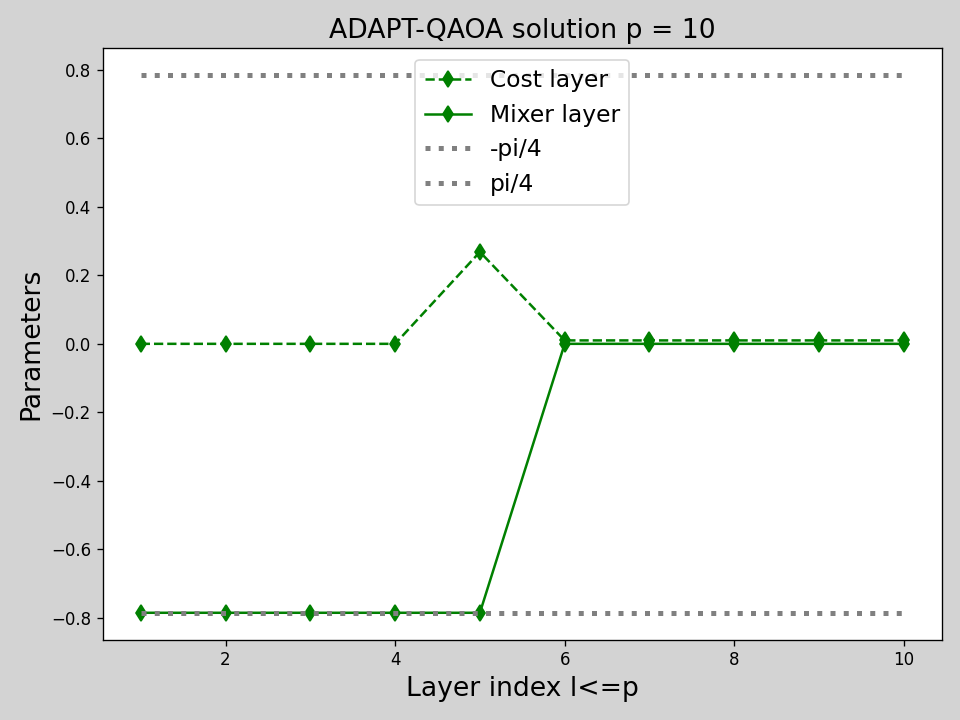 ADAPT-QAOA solution p = 10
Cost layer
Mixer layer
-pi/4
pi/4
Parameters
0.8
0.6
0.4
0.2
0.0
−0.2
−0.4
−0.6
−0.8
2 4 6 8 10
Layer index l<=p